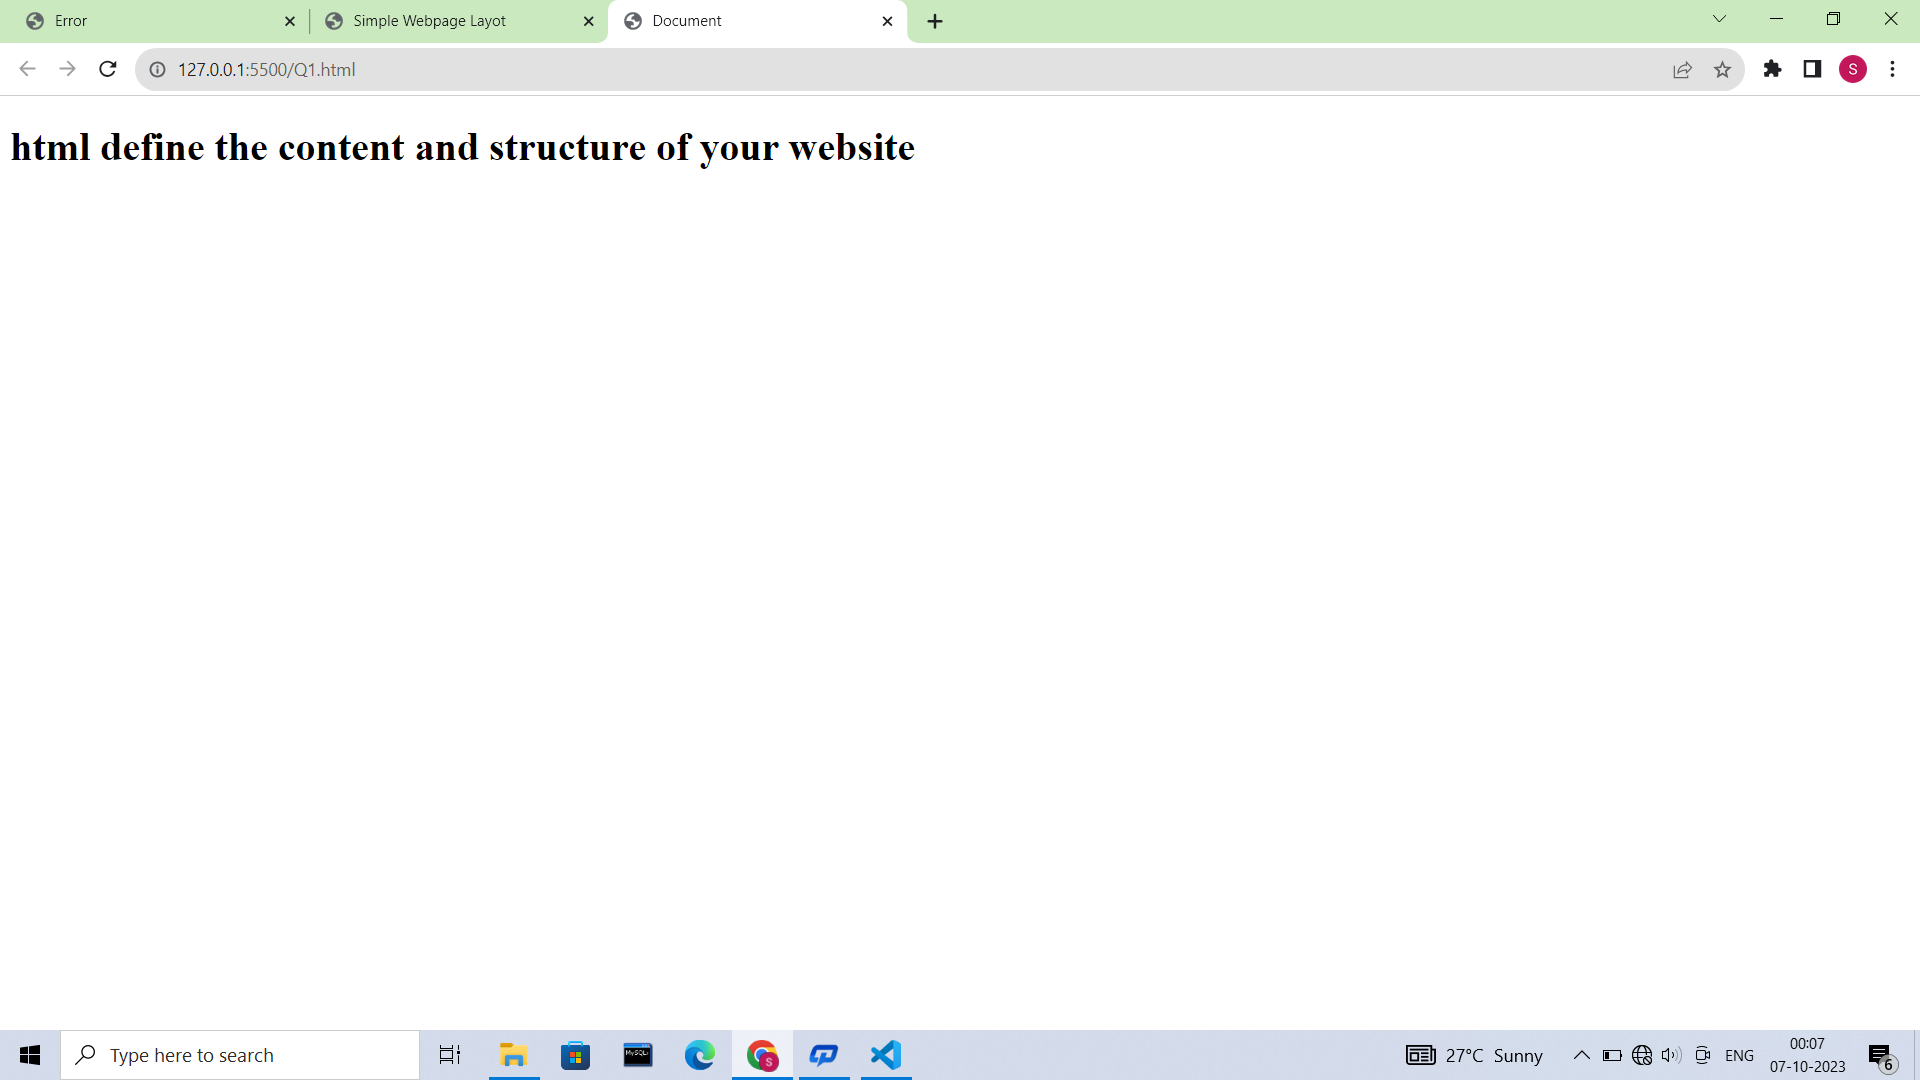 Error
Simple Webpage Layot
Document
127.0.0.1:5500/Q1.html
S
html define the content and structure of your website
Type here to search
MySQL
S
27°C Sunny
ENG
00:07
07-10-2023
6